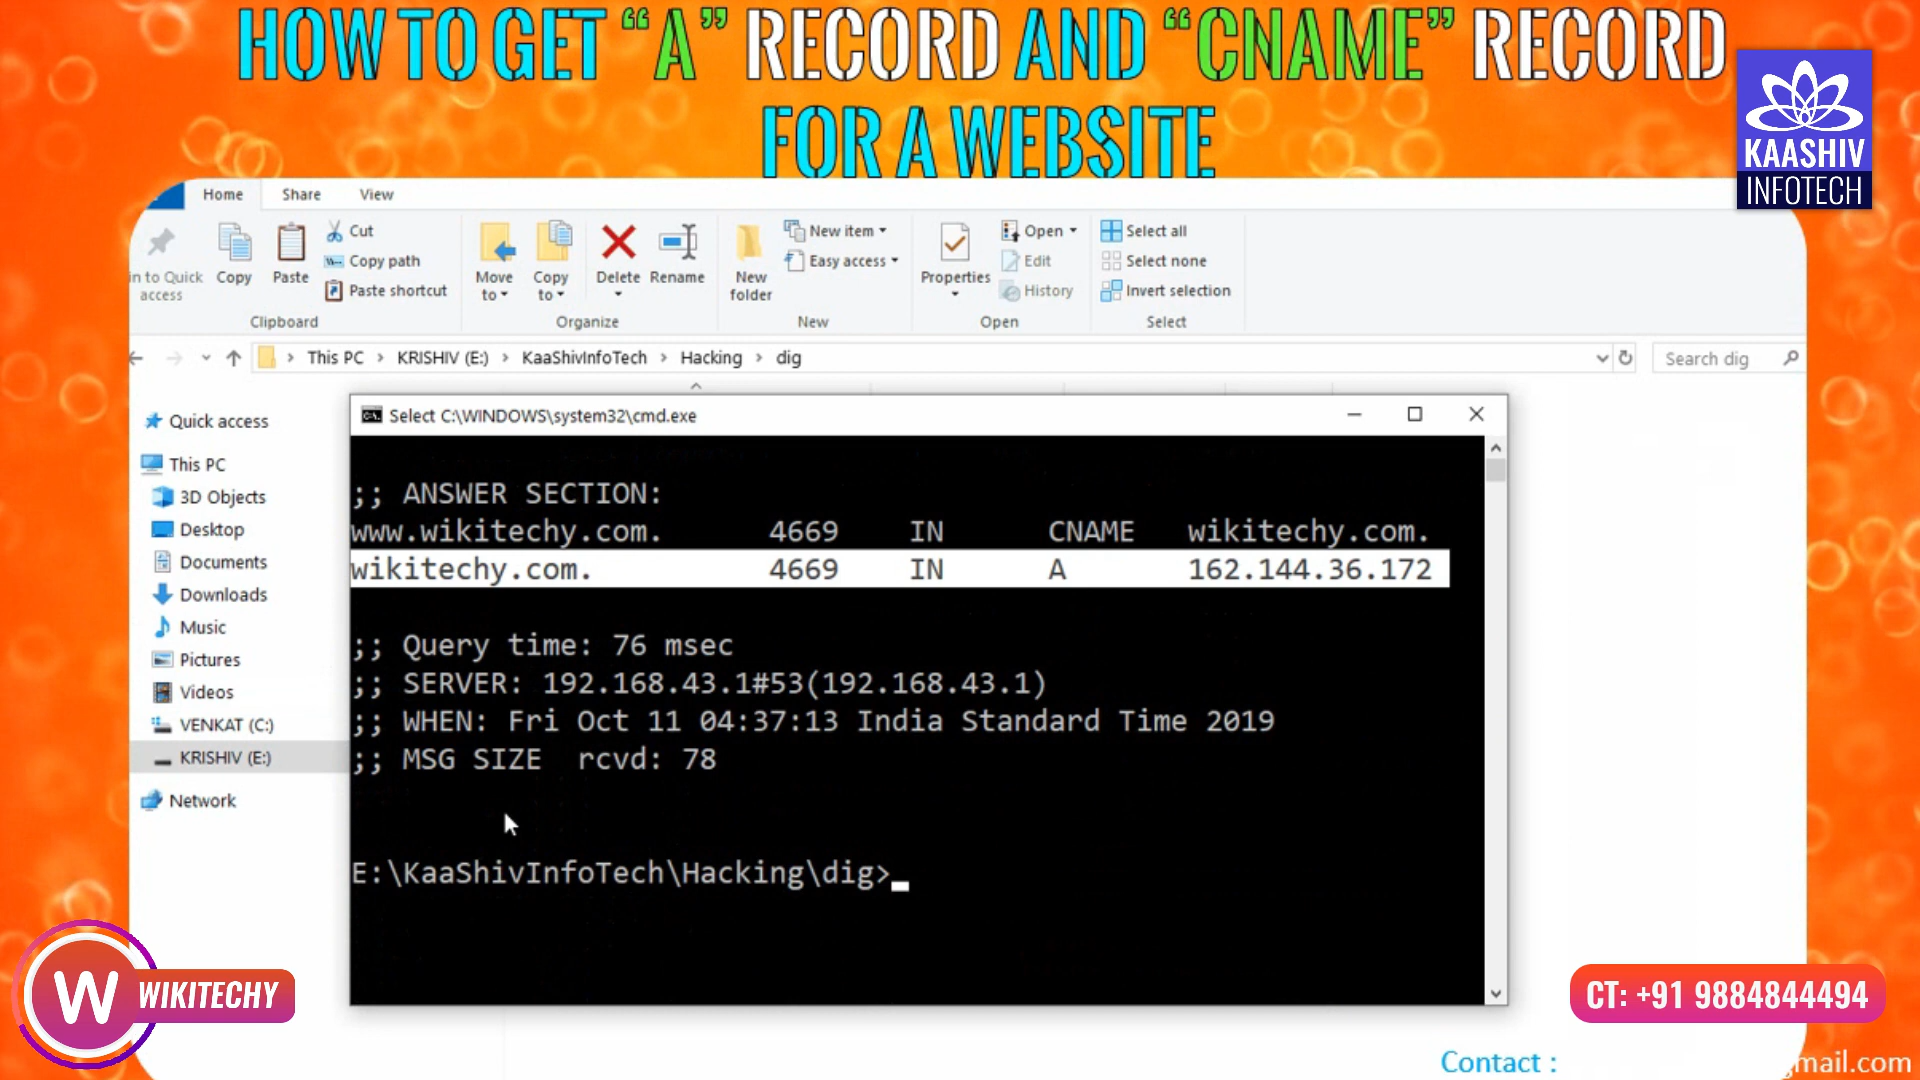 HOW TO GET “A” RECORD AND “CNAME” RECORD
FOR A WEBSITE
KAASHIV
INFOTECH
Home Share View
in to Quick
access
Copy
Paste
Cut
Copy path
Paste shortcut
Clipboard
Move
to
Copy
to
Delete
Rename
Organize
New
folder
New item
Easy access
New
Properties
Open
Edit
History
Open
Select all
Select none
Invert selection
Select
This PC > KRISHIV (E:) > KaaShivInfoTech > Hacking > dig
Search dig
Quick access
This PC
3D Objects
Desktop
Documents
Downloads
Music
Pictures
Videos
VENKAT (C:)
KRISHIV (E:)
Network
Select C:\WINDOWS\system32\cmd.exe
;; ANSWER SECTION:
www.wikitechy.com. 4669 IN CNAME wikitechy.com.
wikitechy.com. 4669 IN A 162.144.36.172
;; Query time: 76 msec
;; SERVER: 192.168.43.1#53(192.168.43.1)
;; WHEN: Fri Oct 11 04:37:13 India Standard Time 2019
;; MSG SIZE rcvd: 78
E:\KaaShivInfoTech\Hacking\dig>
W WIKITECHY
CT: +91 9884844494
Contact :
gmail.com